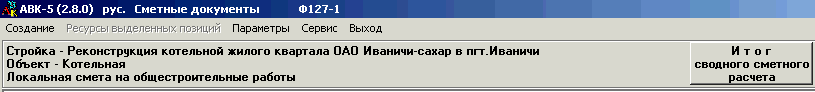 АВК-5 (2.8.0) рус. Сметные документы Ф127-1
Создание Ресурсы выделенных позиций Параметры Сервис Выход
Стройка - Реконструкция котельной жилого квартала ОАО Иваничи-сахар в пгт.Иваничи
Объект - Котельная
Локальная смета на общестроительные работы
И т о г
сводного сметного
расчета